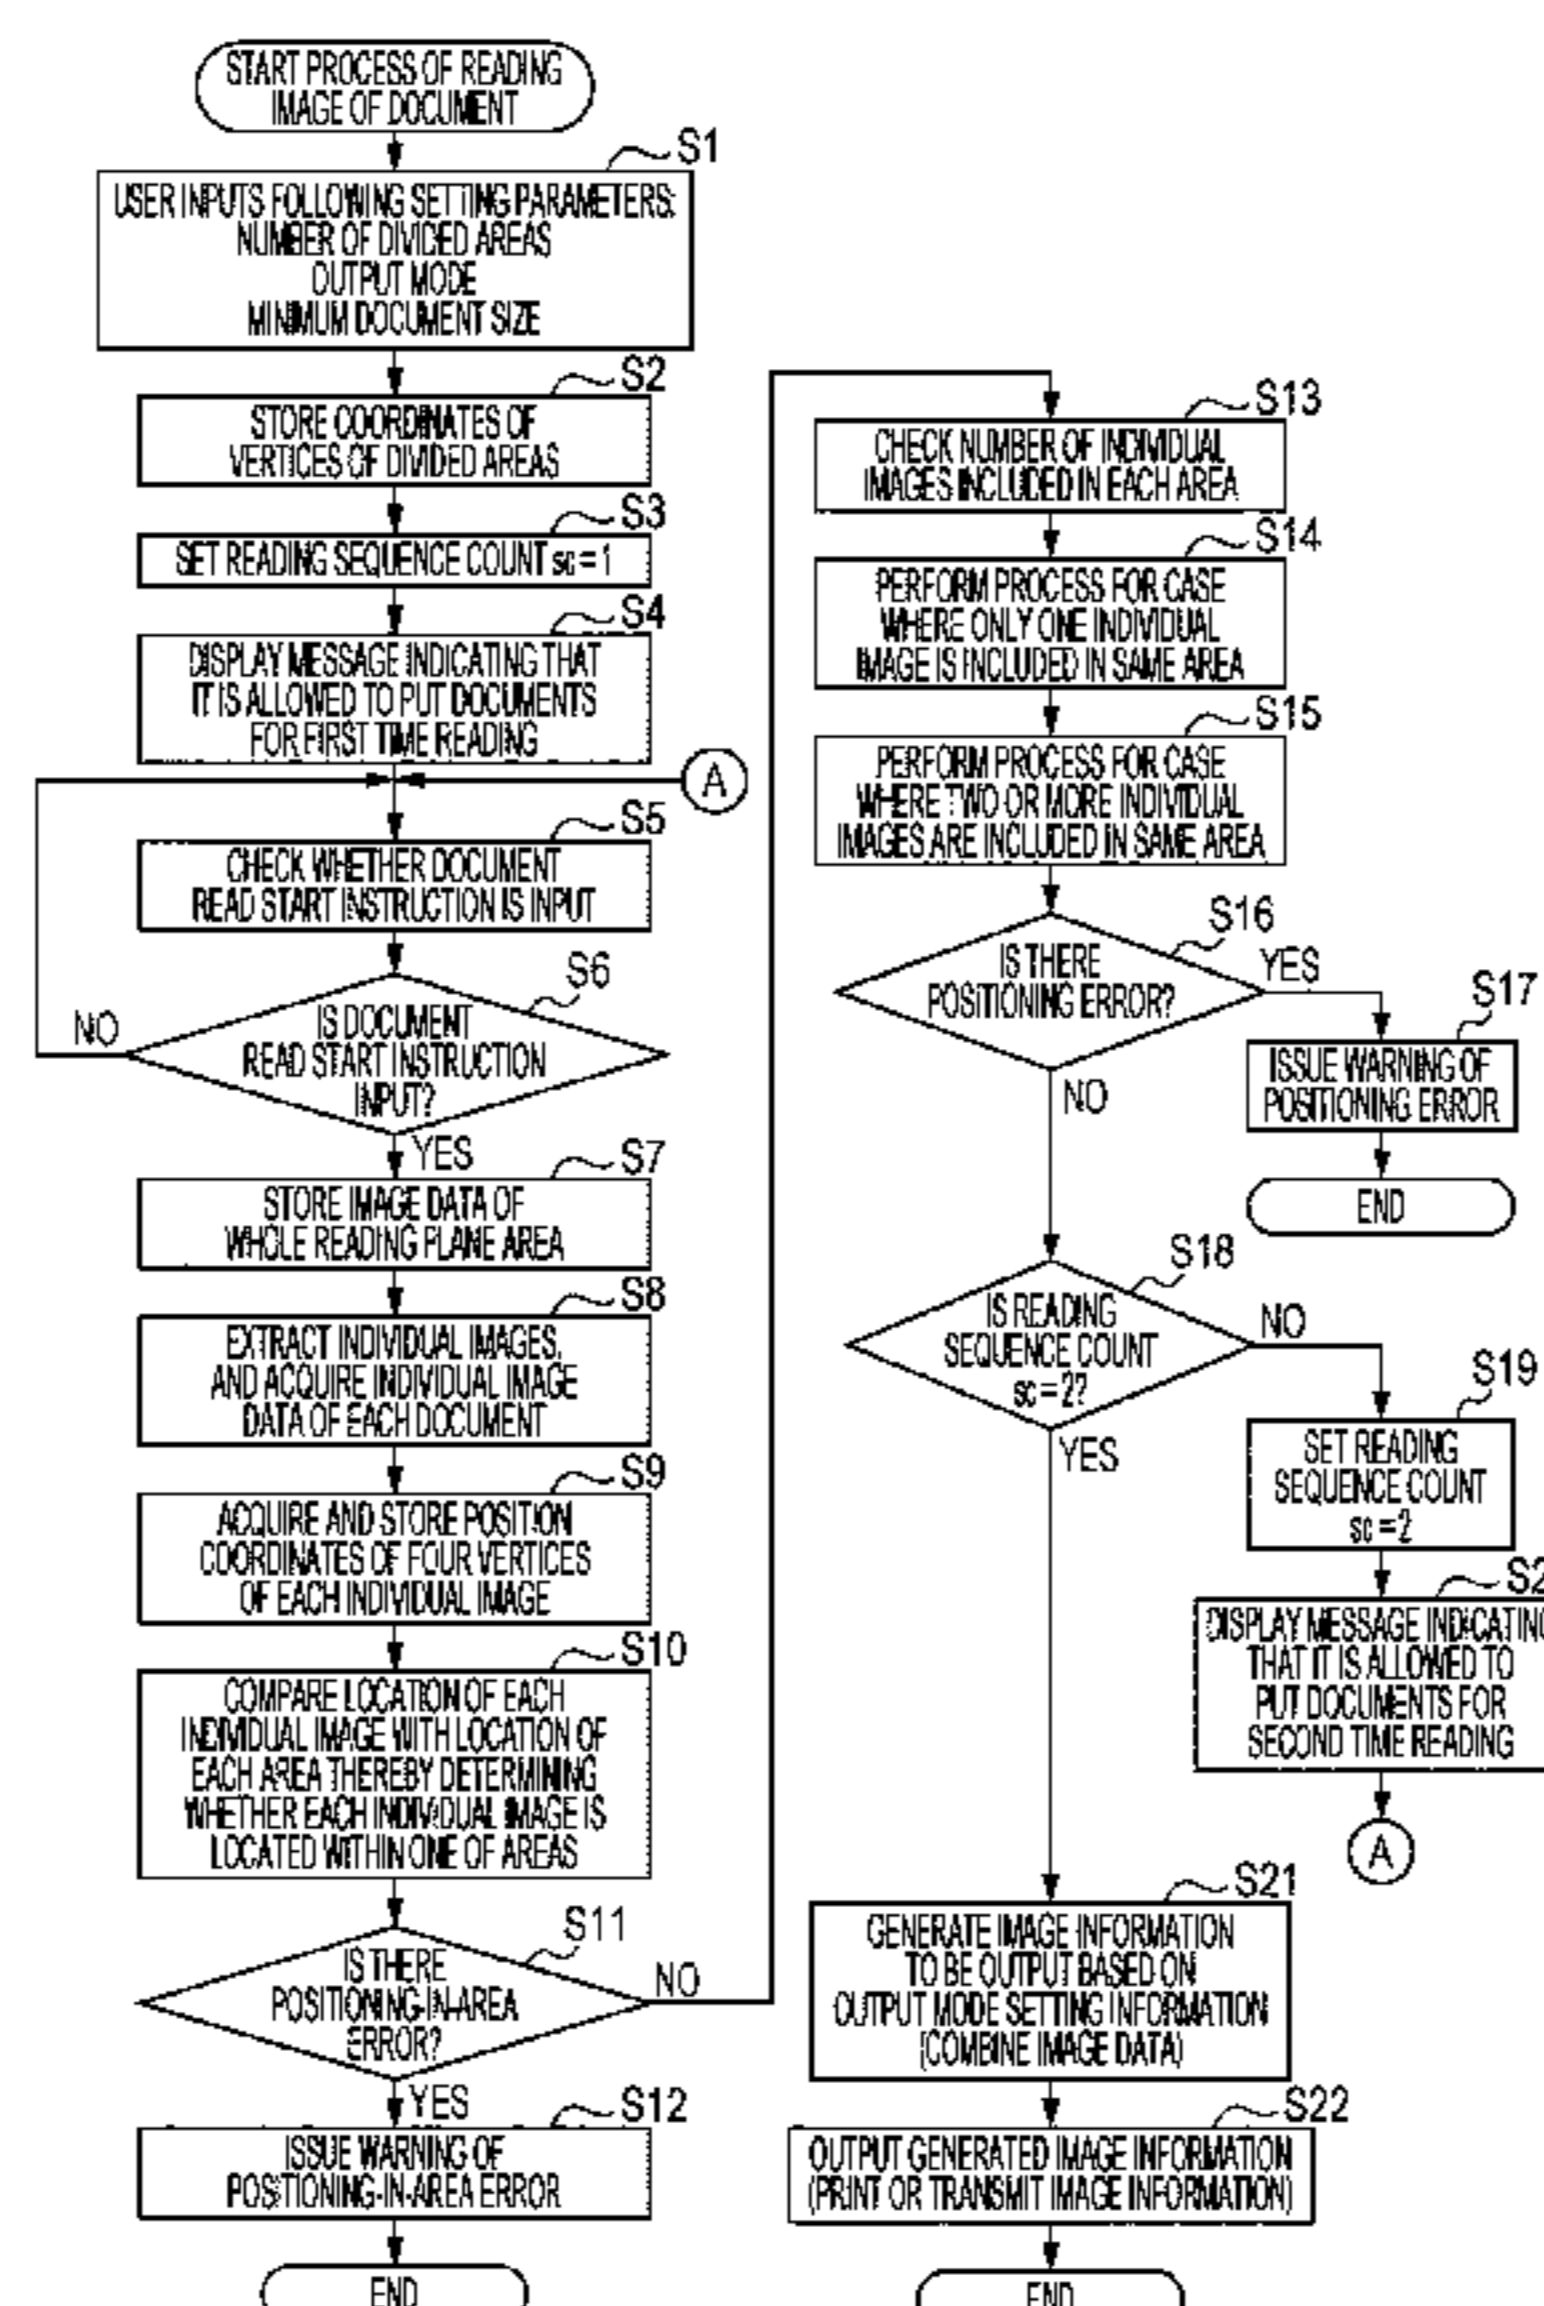 START PROCESS OF READING
IMAGE OF DOCUMENT
S1
USER INPUTS FOLLOWING SETTING PARAMETERS:
NUMBER OF DIVIDED AREAS
OUTPUT MODE
MINIMUM DOCUMENT SIZE
S2
STORE COORDINATES OF
VERTICES OF DIVIDED AREAS
S3
SET READING SEQUENCE COUNT sc = 1
S4
DISPLAY MESSAGE INDICATING THAT
IT IS ALLOWED TO PUT DOCUMENTS
FOR FIRST TIME READING
A
S5
CHECK WHETHER DOCUMENT
READ START INSTRUCTION IS INPUT
S6
NO
IS DOCUMENT
READ START INSTRUCTION
INPUT?
YES
S7
STORE IMAGE DATA OF
WHOLE READING PLANE AREA
S8
EXTRACT INDIVIDUAL IMAGES,
AND ACQUIRE INDIVIDUAL IMAGE
DATA OF EACH DOCUMENT
S9
ACQUIRE AND STORE POSITION
COORDINATES OF FOUR VERTICES
OF EACH INDIVIDUAL IMAGE
S10
COMPARE LOCATION OF EACH
INDIVIDUAL IMAGE WITH LOCATION OF
EACH AREA THEREBY DETERMINING
WHETHER EACH INDIVIDUAL IMAGE IS
LOCATED WITHIN ONE OF AREAS
S11
IS THERE
POSITIONING-IN-AREA
ERROR?
NO
YES
S12
ISSUE WARNING OF
POSITIONING-IN-AREA ERROR
END
S13
CHECK NUMBER OF INDIVIDUAL
IMAGES INCLUDED IN EACH AREA
S14
PERFORM PROCESS FOR CASE
WHERE ONLY ONE INDIVIDUAL
IMAGE IS INCLUDED IN SAME AREA
S15
PERFORM PROCESS FOR CASE
WHERE TWO OR MORE INDIVIDUAL
IMAGES ARE INCLUDED IN SAME AREA
S16
IS THERE
POSITIONING ERROR?
YES
NO
S17
ISSUE WARNING OF
POSITIONING ERROR
END
S18
IS READING
SEQUENCE COUNT
sc = 2?
NO
YES
S19
SET READING
SEQUENCE COUNT
sc = 2
DISPLAY MESSAGE INDICATING
THAT IT IS ALLOWED TO
PUT DOCUMENTS FOR
SECOND TIME READING
A
S21
GENERATE IMAGE INFORMATION
TO BE OUTPUT BASED ON
OUTPUT MODE SETTING INFORMATION
(COMBINE IMAGE DATA)
S22
OUTPUT GENERATED IMAGE INFORMATION
(PRINT OR TRANSMIT IMAGE INFORMATION)
END